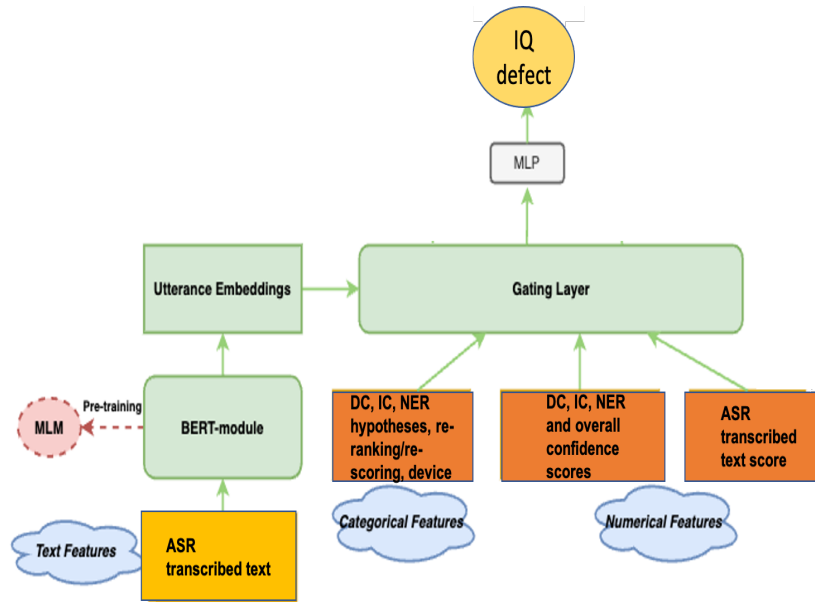 IQ
defect
MLP
Utterance Embeddings
Gating Layer
MLM
Pre-training
BERT-module
DC, IC, NER
hypotheses, re-
ranking/re-
scoring, device
DC, IC, NER
and overall
confidence
scores
ASR
transcribed
text score
Text Features
ASR
transcribed text
Categorical Features
Numerical Features